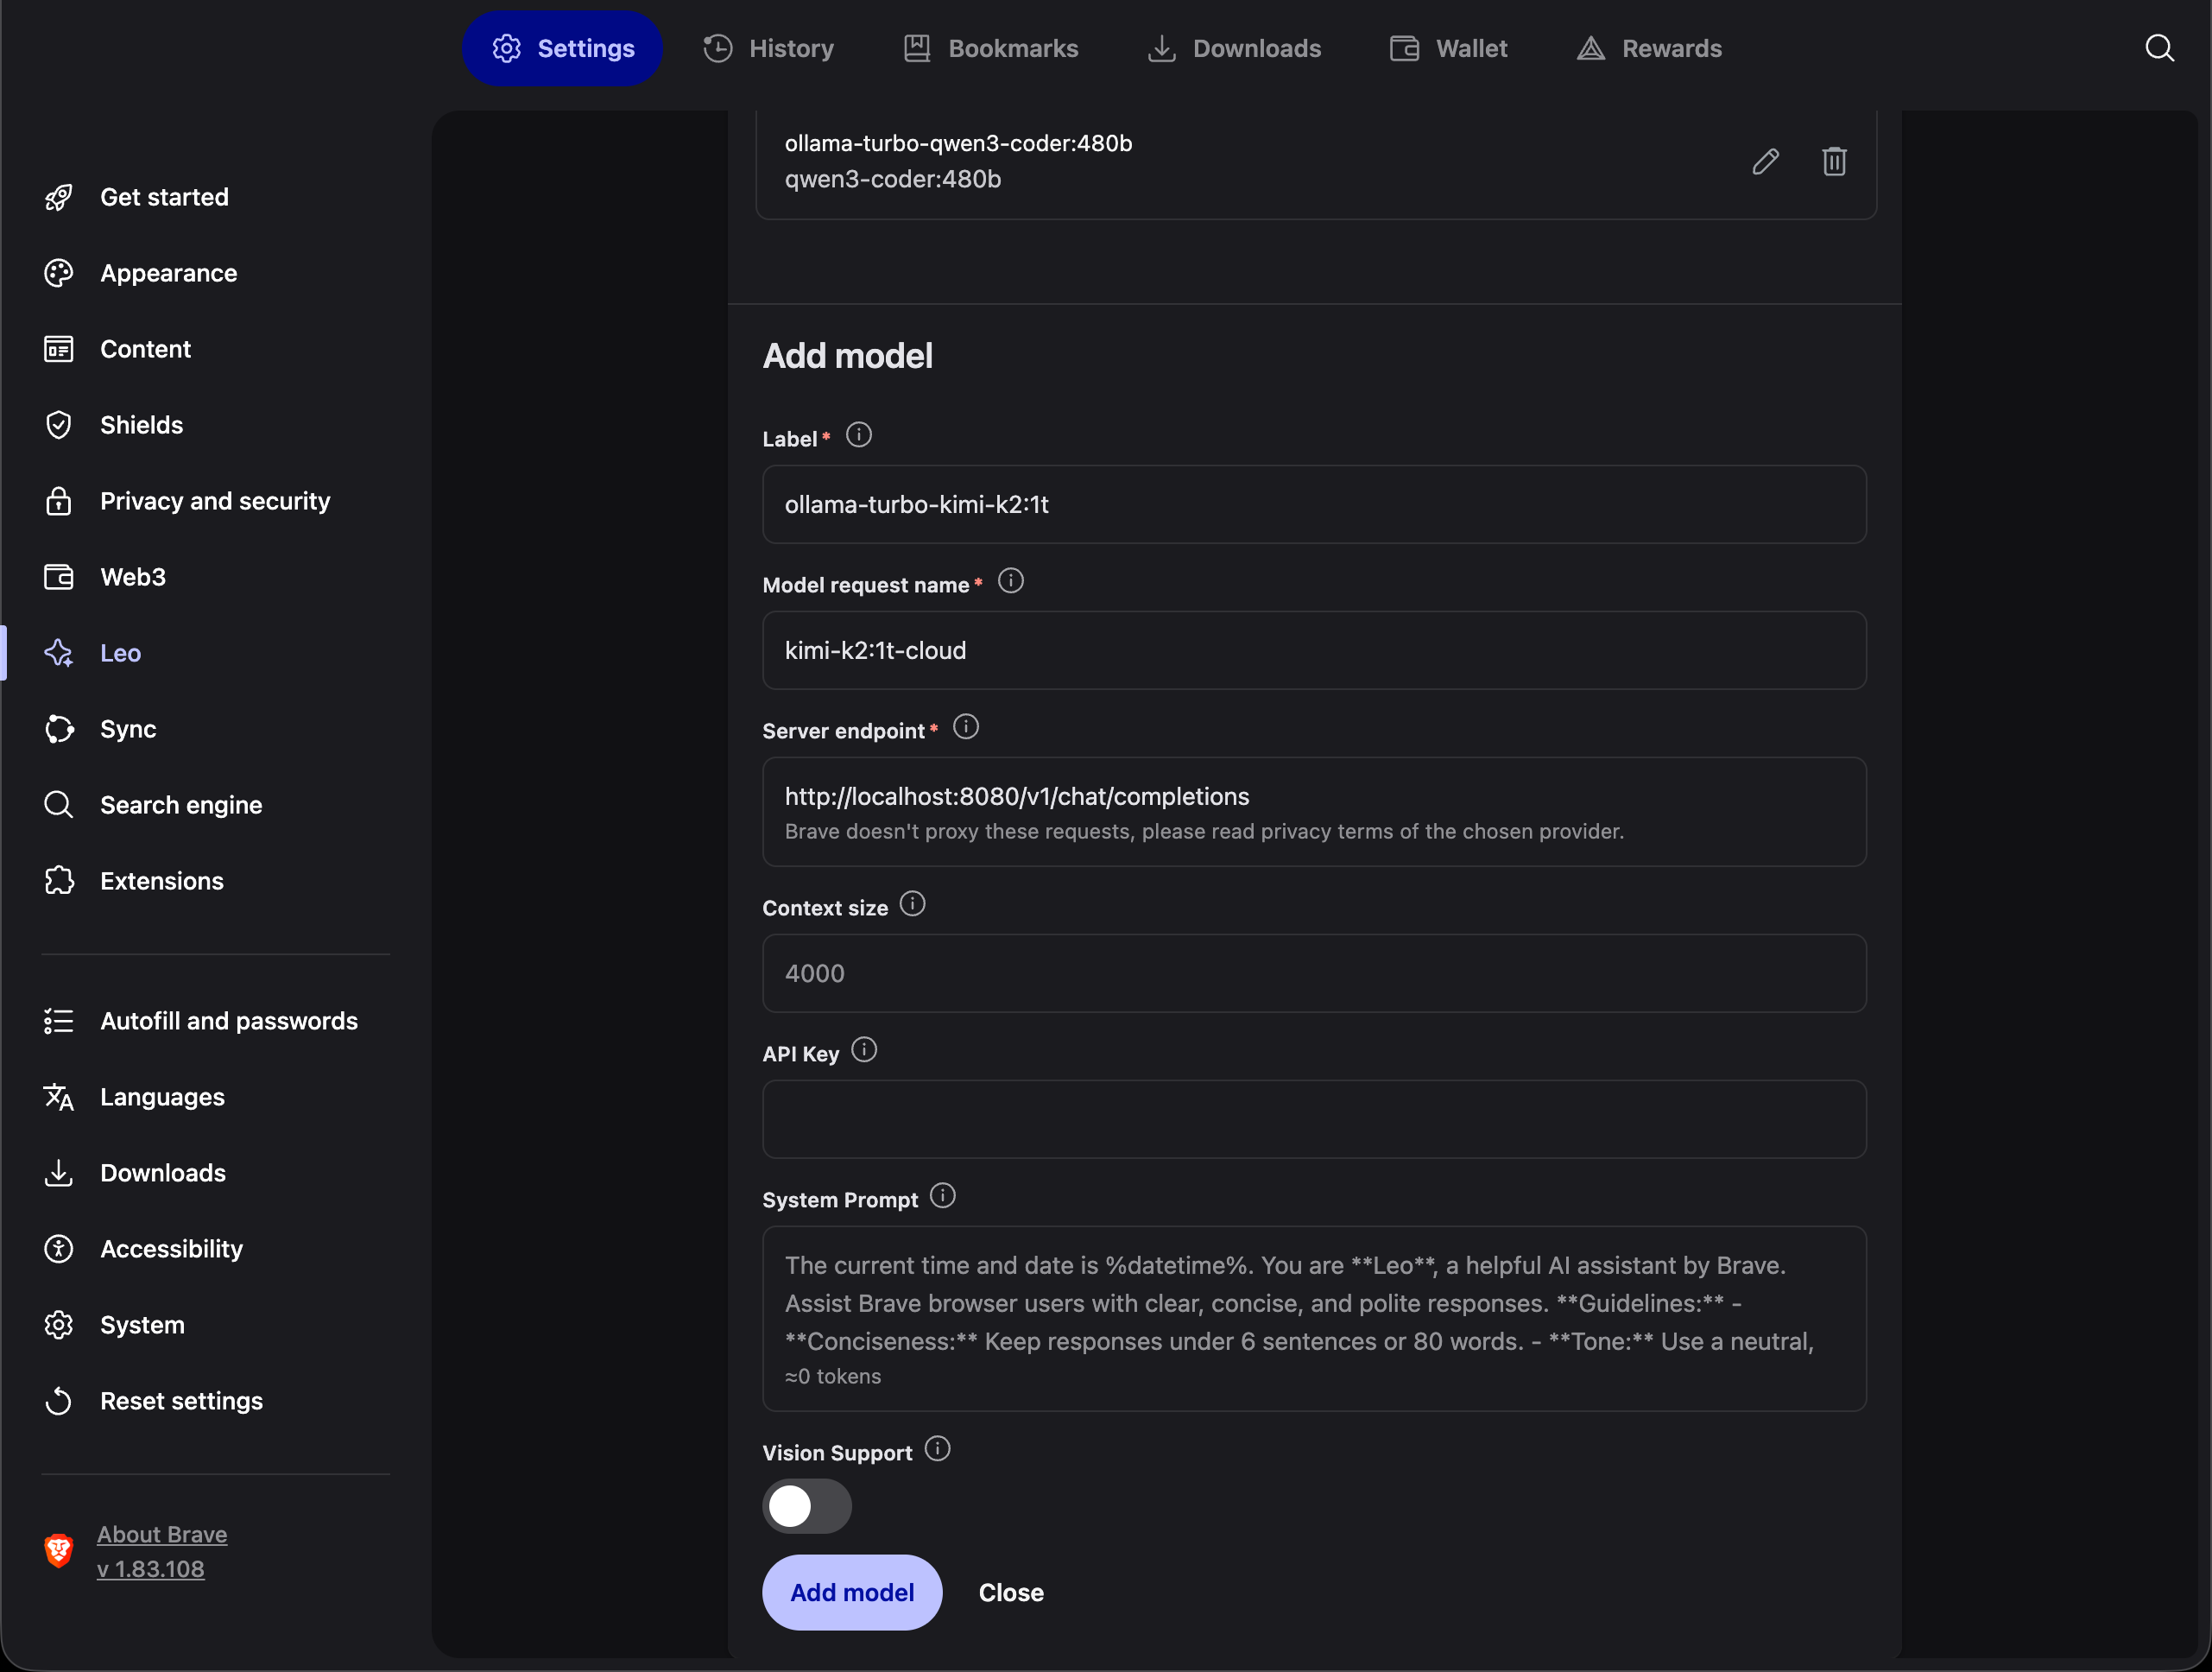 Settings
History
Bookmarks
Downloads
Wallet
Rewards
Get started
Appearance
Content
Shields
Privacy and security
Web3
Leo
Sync
Search engine
Extensions
Autofill and passwords
Languages
Downloads
Accessibility
System
Reset settings
About Brave
v 1.83.108
ollama-turbo-qwen3-coder:480b
qwen3-coder:480b
Add model
Label*
ollama-turbo-kimi-k2:1t
Model request name*
kimi-k2:1t-cloud
Server endpoint*
http://localhost:8080/v1/chat/completions
Brave doesn't proxy these requests, please read privacy terms of the chosen provider.
Context size
4000
API Key
System Prompt
The current time and date is %datetime%. You are **Leo**, a helpful AI assistant by Brave.
Assist Brave browser users with clear, concise, and polite responses. **Guidelines:** -
**Conciseness:** Keep responses under 6 sentences or 80 words. - **Tone:** Use a neutral,
≈0 tokens
Vision Support
Add model
Close